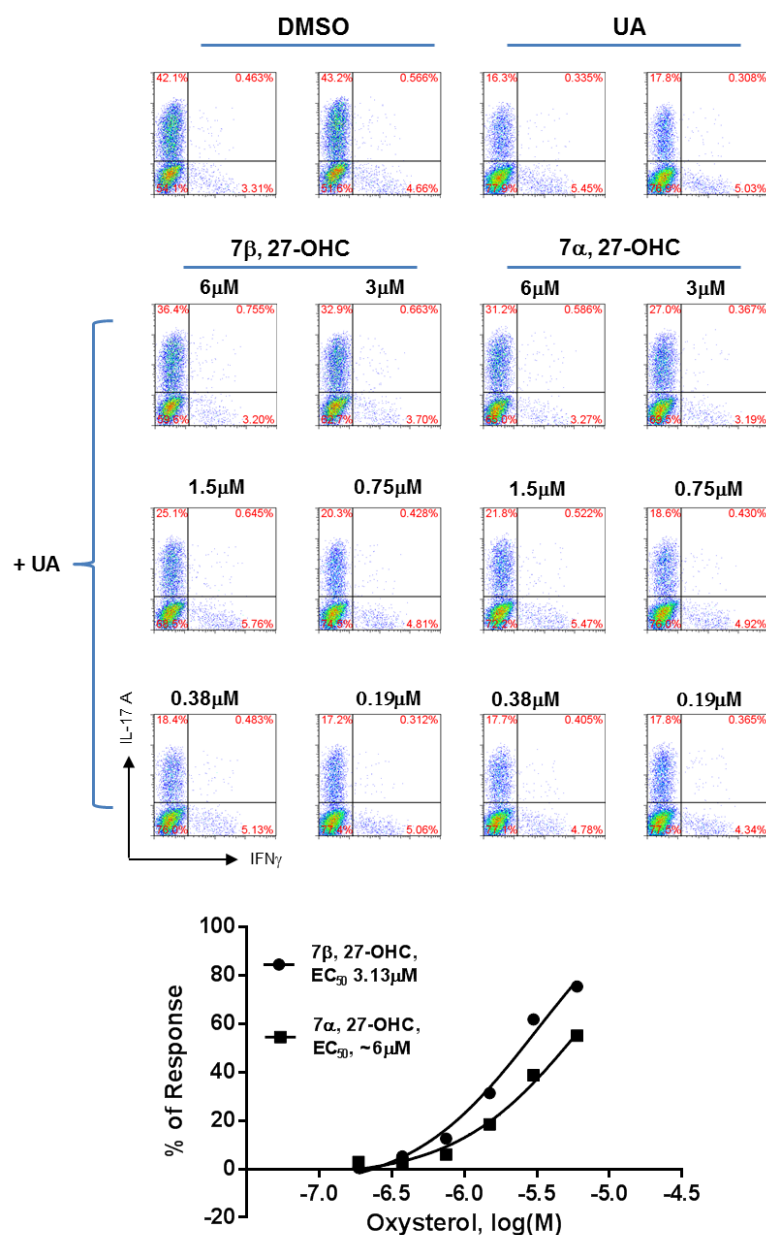 DMSO UA
42.1% 0.463% 43.2% 0.566% 16.3% 0.335% 17.8% 0.308%
3.31% 4.66% 5.45% 5.03%
7β, 27-OHC 7α, 27-OHC
6μM 3μM 6μM 3μM
36.4% 0.755% 32.9% 0.663% 31.2% 0.586% 27.0% 0.367%
3.20% 3.70% 3.27% 3.19%
1.5μM 0.75μM 1.5μM 0.75μM
25.1% 0.645% 20.3% 0.428% 21.8% 0.522% 18.6% 0.430%
+ UA
5.76% 4.81% 5.47% 4.92%
0.38μM 0.19μM 0.38μM 0.19μM
18.4% 0.483% 17.2% 0.312% 17.7% 0.405% 17.8% 0.365%
IL-17 A
5.13% 5.06% 4.78% 4.34%
IFNγ
100
80
60
40
20
0
-20
% of Response
7β, 27-OHC,
EC50 3.13μM
7α, 27-OHC,
EC50, ~6μM
-7.0 -6.5 -6.0 -5.5 -5.0 -4.5
Oxysterol, log(M)